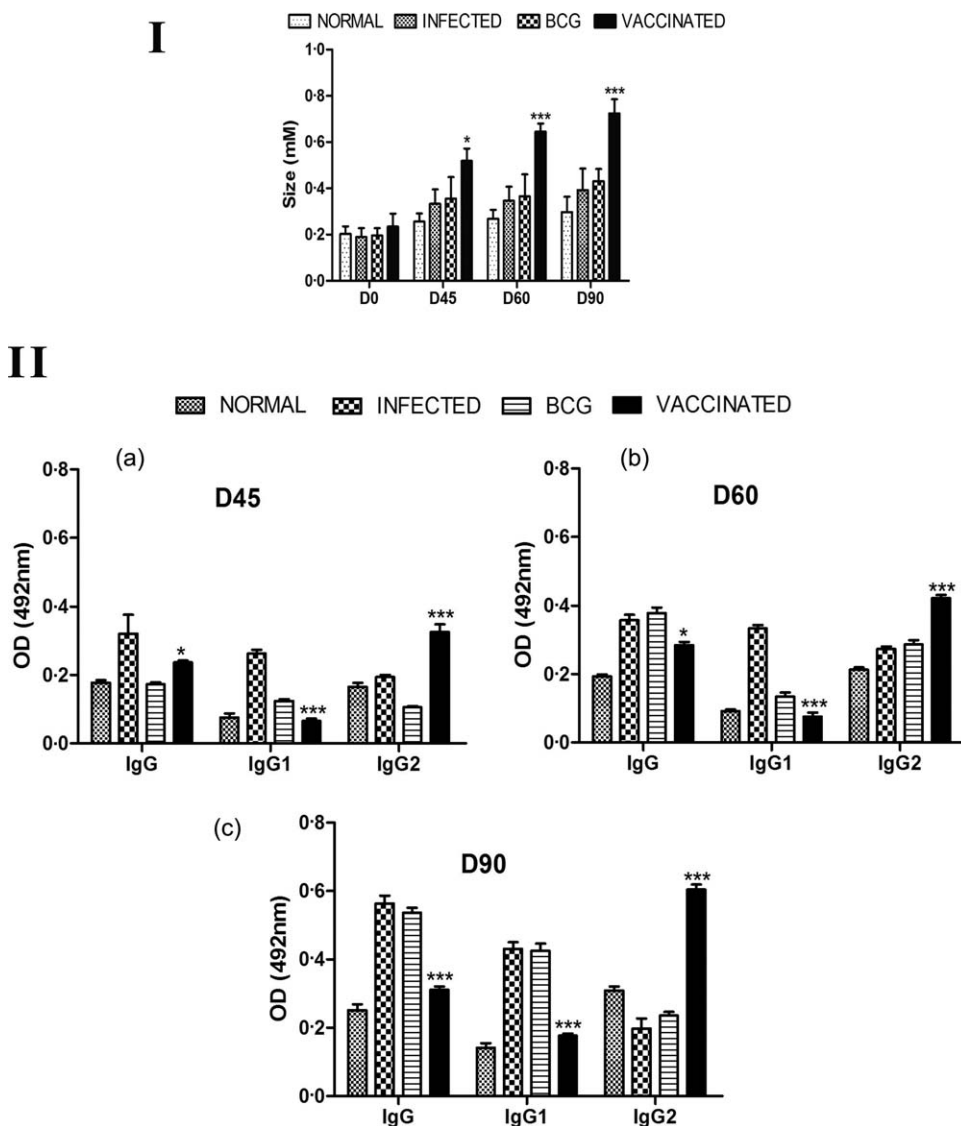 I
NORMAL INFECTED BCG VACCINATED
1·0
0·8
0·6
0·4
0·2
0·0
Size (mM)
*
***
***
D0 D45 D60 D90
II
NORMAL INFECTED BCG VACCINATED
(a)
D45
0·8
0·6
0·4
0·2
0·0
OD (492nm)
*
***
***
IgG IgG1 IgG2
(b)
D60
0·8
0·6
0·4
0·2
0·0
OD (492nm)
*
***
***
IgG IgG1 IgG2
(c)
D90
0·8
0·6
0·4
0·2
0·0
OD (492nm)
***
***
***
IgG IgG1 IgG2